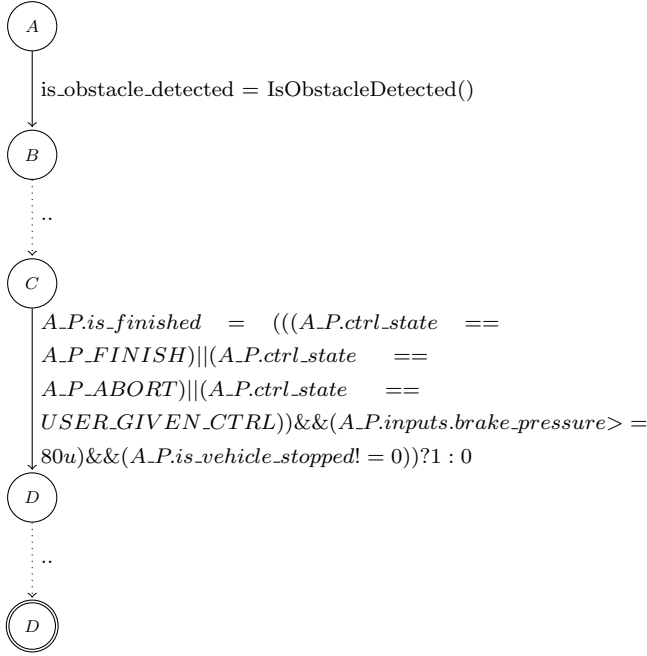 A
is_obstacle_detected = IsObstacleDetected()
B
..
C
A_P.is_finished = (((A_P.ctrl_state ==
A_P_FINISH)||(A_P.ctrl_state ==
A_P_ABORT)||(A_P.ctrl_state ==
USER_GIVEN_CTRL))&&(A_P.inputs.brake_pressure> =
80u)&&(A_P.is_vehicle_stopped! = 0))?1 : 0
D
..
D